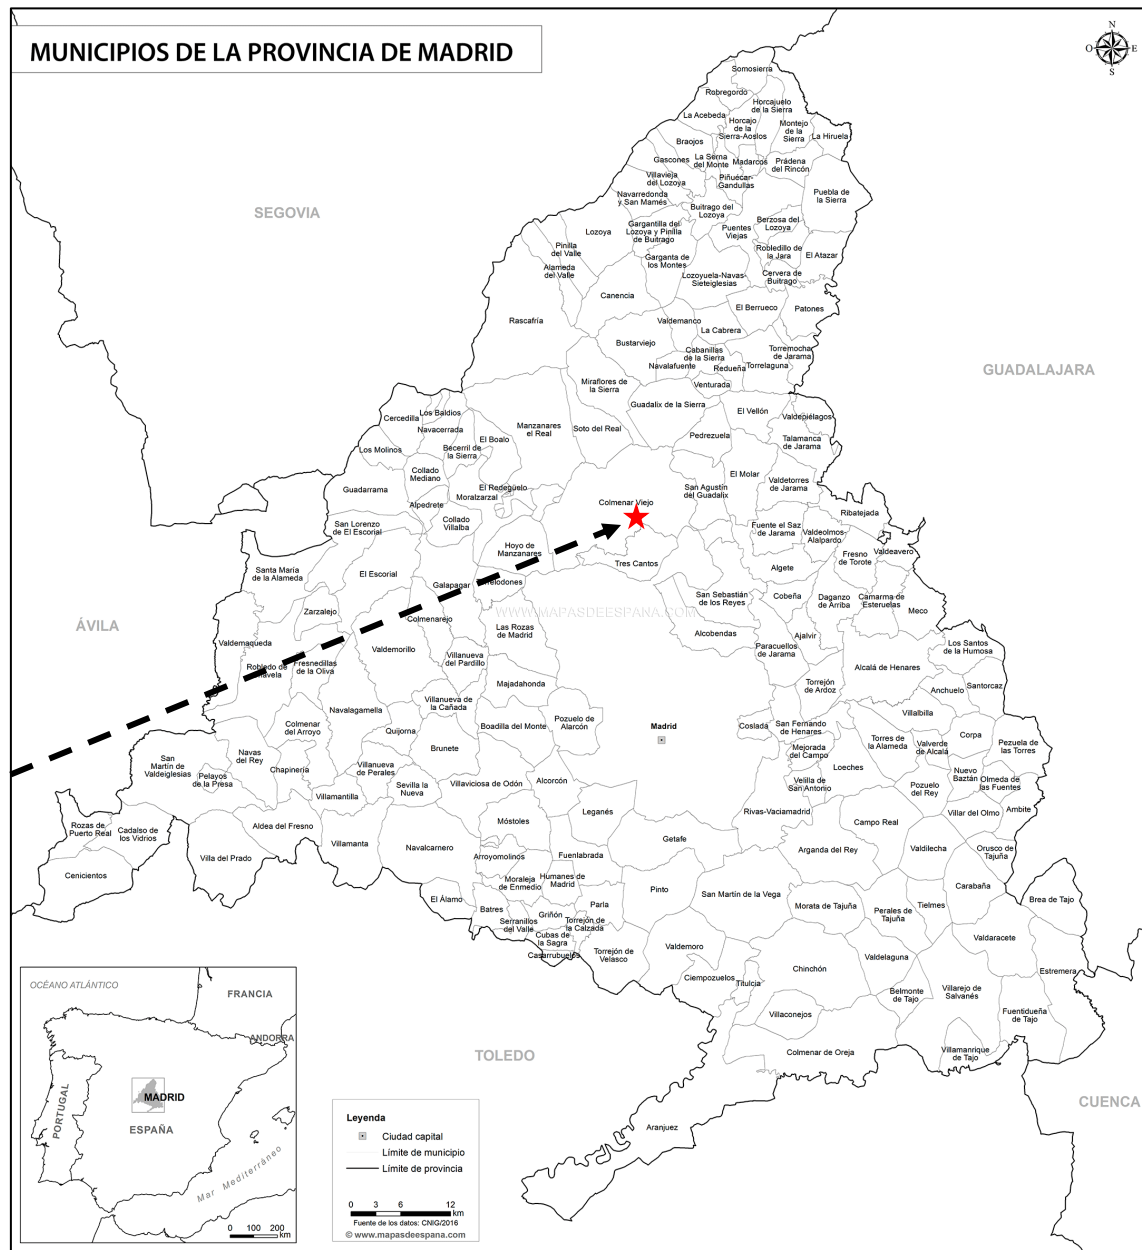 MUNICIPIOS DE LA PROVINCIA DE MADRID
N
O
E
S
SEGOVIA
GUADALAJARA
ÁVILA
TOLEDO
CUENCA
Somosierra
Robregordo
Horcajuelo
de la Sierra
La Acebeda
Horcajo
de la
Sierra-Aoslos
Montejo
de la
Sierra
La Hiruela
Braojos
Gascones
La Serna
del Monte
Madarcos
Prádena
del Rincón
Villavieja
del Lozoya
Piñuécar-
Gandullas
Puebla de
la Sierra
Navarredonda
y San Mamés
Buitrago del
Lozoya
Gargantilla del
Lozoya y Pinilla
de Buitrago
Puentes
Viejas
Berzosa del
Lozoya
Lozoya
Pinilla
del Valle
Robledillo de
la Jara
El Atazar
Alameda
del Valle
Garganta de
los Montes
Lozoyuela-Navas-
Sieteiglesias
Cervera de
Buitrago
Canencia
El Berrueco
Patones
Rascafría
Valdemanco
La Cabrera
Bustarviejo
Cabanillas
de la Sierra
Torremocha
de Jarama
Navalafuente
Redueña
Torrelaguna
Miraflores de
la Sierra
Venturada
Guadalix de la Sierra
El Vellón
Valdepiélagos
Los Baldios
Cercedilla
Navacerrada
Manzanares
el Real
Soto del Real
Pedrezuela
Talamanca
de Jarama
El Boalo
Becerril de
la Sierra
Los Molinos
Collado
Mediano
El Molar
Valdetorres
de Jarama
Guadarrama
El Redegüelo
Moralzarzal
San Agustín
del Guadalix
Alpedrete
Colmenar Viejo
Ribatejada
San Lorenzo
de El Escorial
Collado
Villalba
Fuente el Saz
de Jarama
Valdeolmos-
Alalpardo
Hoyo de
Manzanares
Fresno
de Torote
Valdeavero
Santa María
de la Alameda
El Escorial
Tres Cantos
Algete
Galapagar
Torrelodones
San Sebastián
de los Reyes
Cobeña
Daganzo
de Arriba
Camarma de
Esteruelas
Meco
Zarzalejo
WWW.MAPASDEESPANA.COM
Colmenarejo
Las Rozas
de Madrid
Alcobendas
Ajalvir
Valdemaqueda
Valdemorillo
Villanueva
del Pardillo
Paracuellos
de Jarama
Los Santos
de la Humosa
Robledo de
Chavela
Fresnedillas
de la Oliva
Alcalá de Henares
Majadahonda
Torrejón
de Ardoz
Anchuelo
Santorcaz
Navalagamella
Villanueva de
la Cañada
Villalbilla
Colmenar
del Arroyo
Quijorna
Boadilla del Monte
Pozuelo de
Alarcón
Madrid
Coslada
San Fernando
de Henares
Torres de
la Alameda
Valverde
de Alcalá
Corpa
Pezuela de
las Torres
Navas
del Rey
Brunete
Mejorada
del Campo
San
Martín de
Valdeiglesias
Pelayos
de la Presa
Chapinería
Villanueva
de Perales
Sevilla la
Nueva
Villaviciosa de Odón
Alcorcón
Velilla de
San Antonio
Loeches
Pozuelo
del Rey
Nuevo
Baztán
Olmeda de
las Fuentes
Villamantilla
Leganés
Rivas-Vaciamadrid
Villar del Olmo
Ambite
Rozas de
Puerto Real
Cadalso de
los Vidrios
Aldea del Fresno
Móstoles
Campo Real
Villamanta
Navalcarnero
Getafe
Arganda del Rey
Valdilecha
Orusco de
Tajuña
Villa del Prado
Arroyomolinos
Fuenlabrada
Cenicientos
Moraleja
de Enmedio
Humanes de
Madrid
Pinto
San Martín de la Vega
Carabaña
El Álamo
Batres
Griñón
Parla
Morata de Tajuña
Perales de
Tajuña
Tielmes
Brea de Tajo
Serranillos
del Valle
Torrejón de
la Calzada
Cubas de
la Sagra
Casarrubuelos
Torrejón de
Velasco
Valdemoro
Valdaracete
Chinchón
Valdelaguna
Estremera
Ciempozuelos
Titulcia
Belmonte
de Tajo
Villarejo de
Salvanés
Fuentidueña
de Tajo
Villaconejos
Colmenar de Oreja
Villamanrique
de Tajo
Aranjuez
OCÉANO ATLÁNTICO
FRANCIA
ANDORRA
PORTUGAL
MADRID
ESPAÑA
Mar Mediterráneo
0 100 200
km
Leyenda
Ciudad capital
Límite de municipio
Límite de provincia
0 3 6 12
km
Fuente de los datos: CNIG/2016
© www.mapasdeespana.com